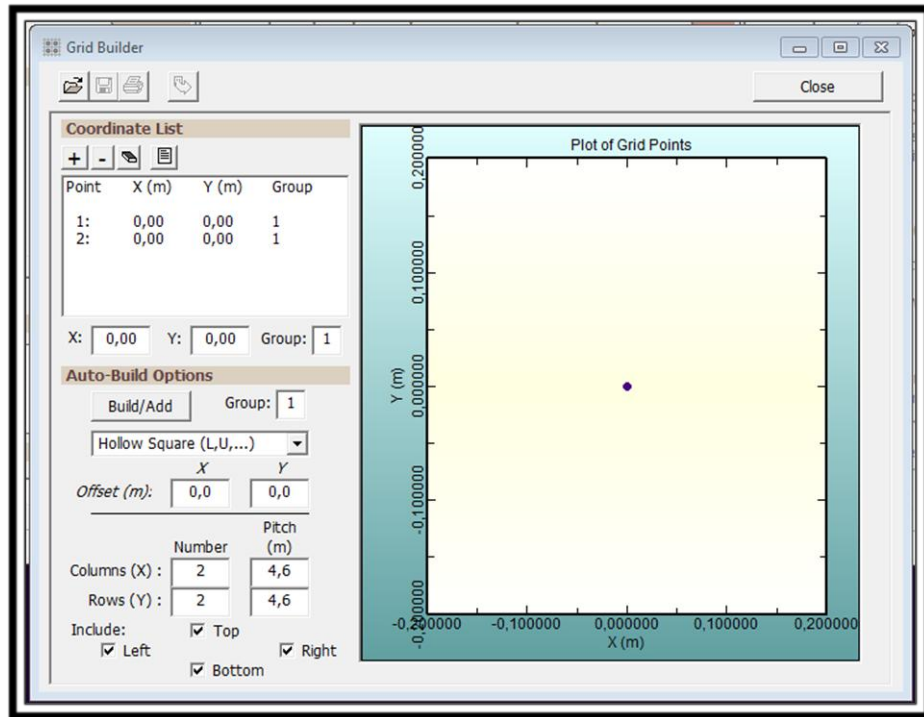 Grid Builder
Close
Coordinate List
+ -
Point X (m) Y (m) Group
1: 0,00 0,00 1
2: 0,00 0,00 1
X: 0,00 Y: 0,00 Group: 1
Auto-Build Options
Build/Add Group: 1
Hollow Square (L,U,...)
X Y
Offset (m): 0,0 0,0
Pitch
Number (m)
Columns (X) : 2 4,6
Rows (Y) : 2 4,6
Include: Top
Left Right
Bottom
Plot of Grid Points
0,200000
0,100000
0,000000
-0,100000
-0,200000
Y (m)
-0,200000 -0,100000 0,000000 0,100000 0,200000
X (m)